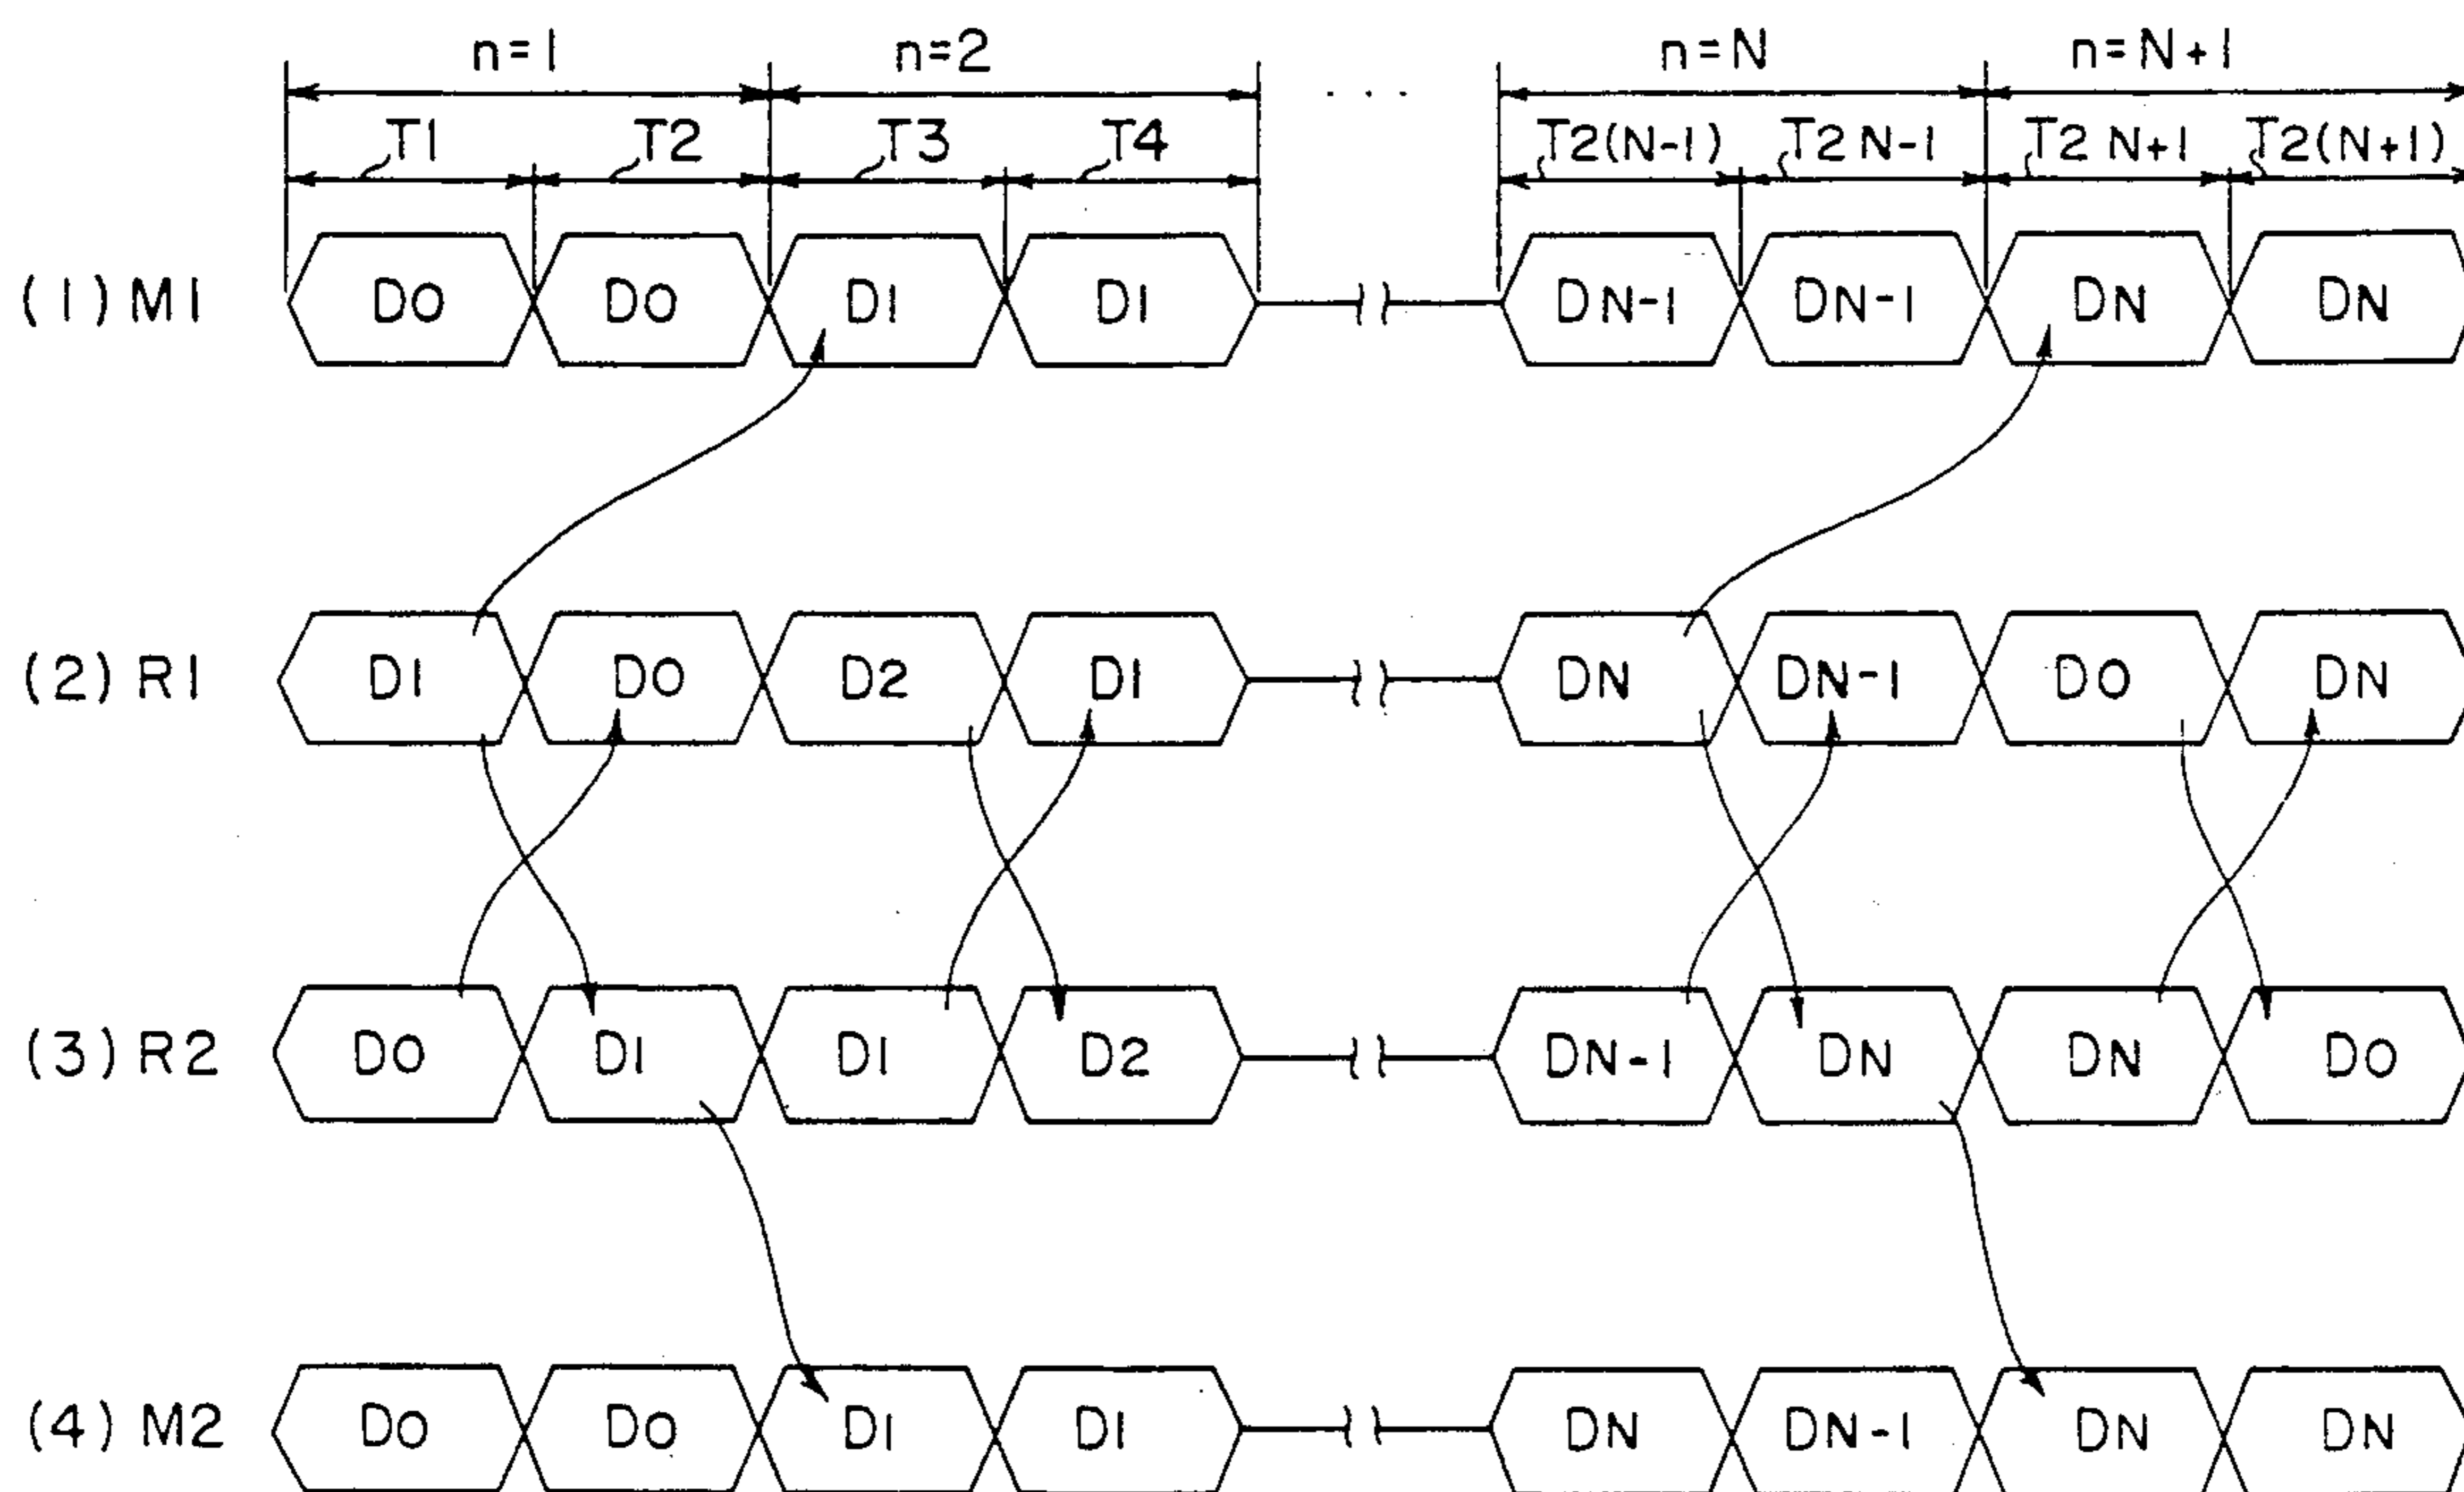 n=1 n=2 . . . n=N n=N+1
T1 T2 T3 T4 T2(N-1) T2N-1 T2N+1 T2(N+1)
(1) M1 D0 D0 D1 D1 DN-1 DN-1 DN DN
(2) R1 D1 D0 D2 D1 DN DN-1 D0 DN
(3) R2 D0 D1 D1 D2 DN-1 DN DN D0
(4) M2 D0 D0 D1 D1 DN DN-1 DN DN